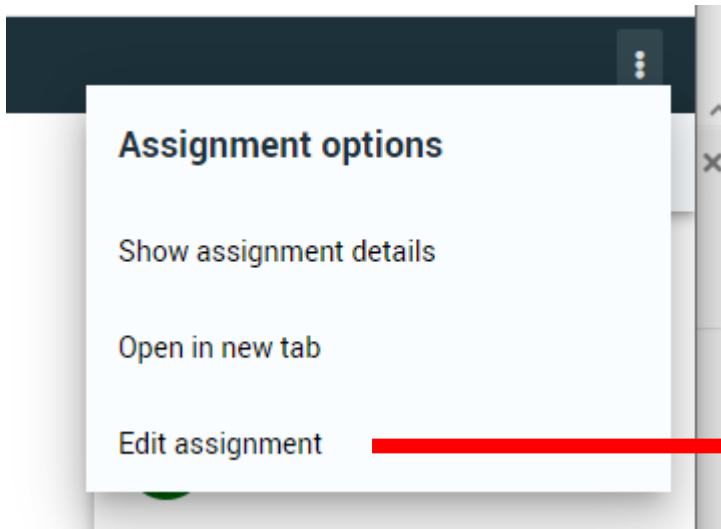 Assignment options
Show assignment details
Open in new tab
Edit assignment